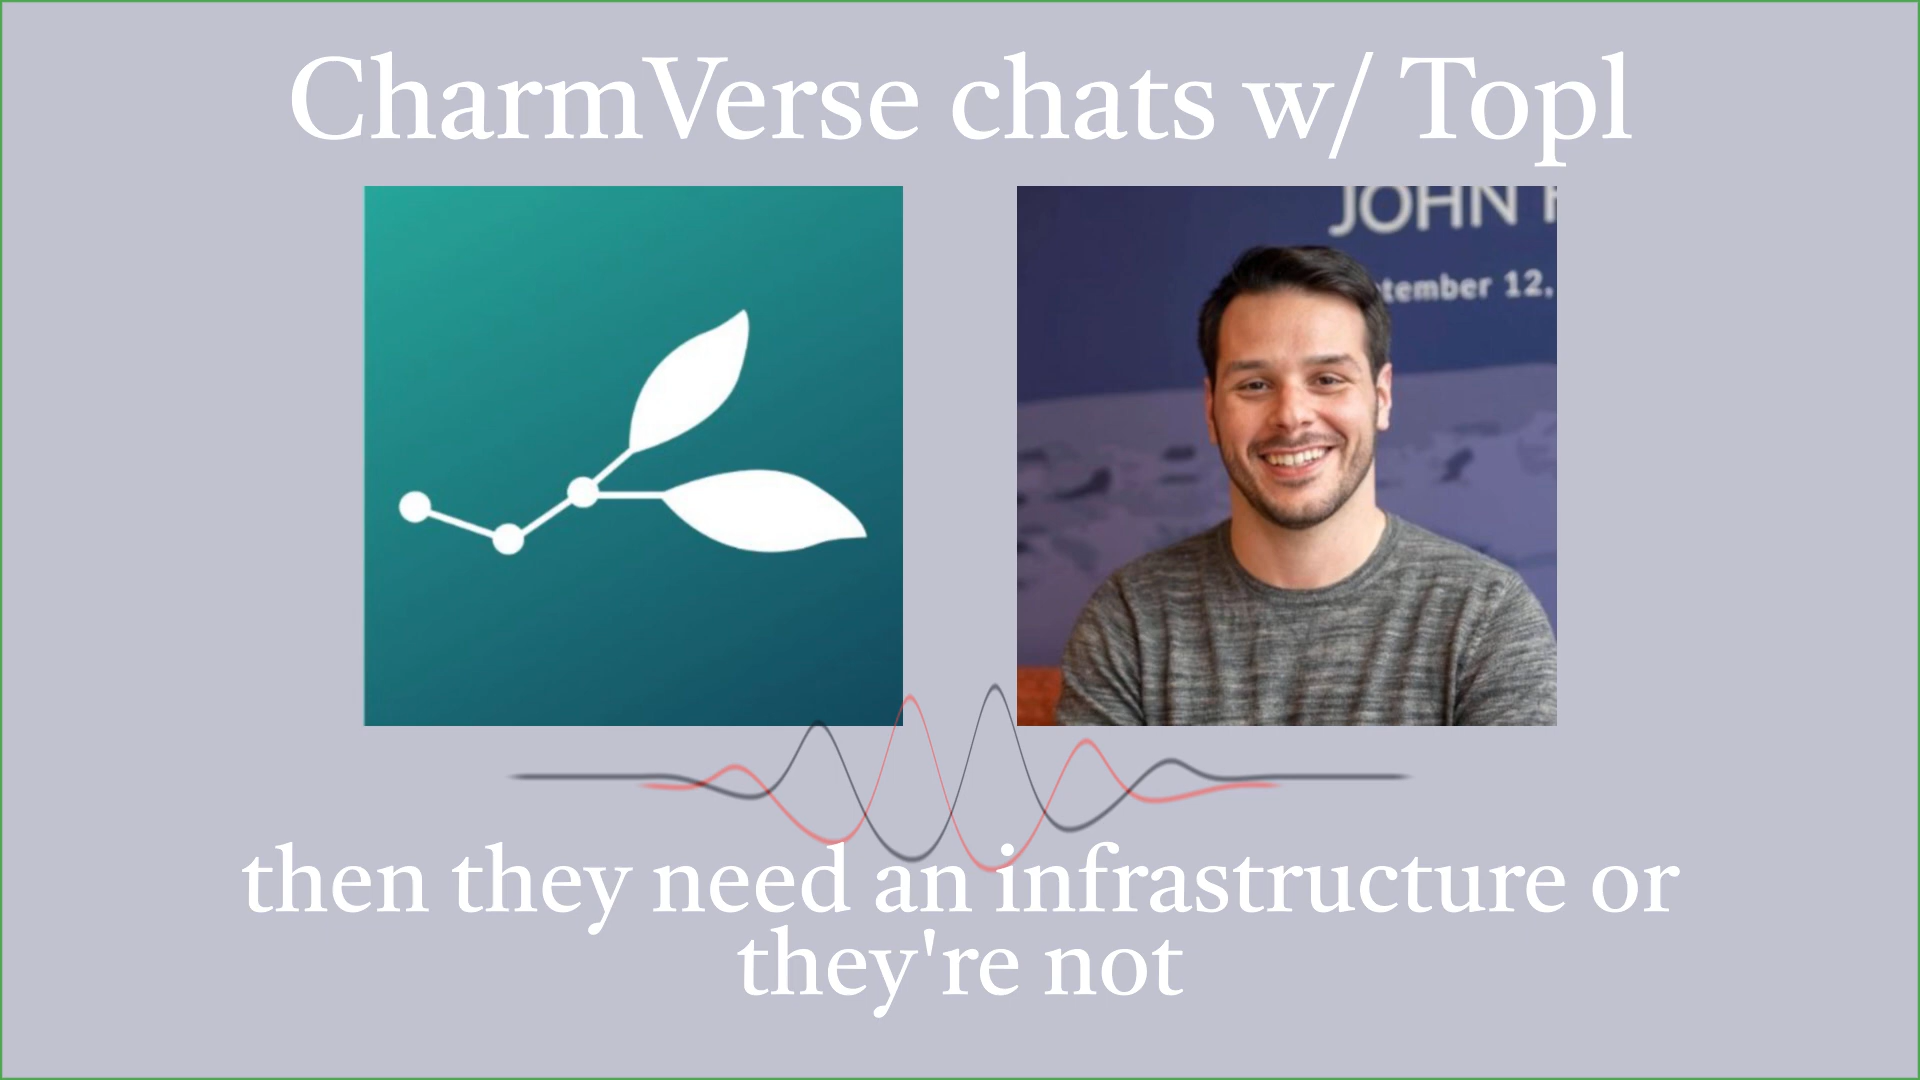 CharmVerse chats w/ Topl
JOHN
tember 12,
then they need an infrastructure or
they're not